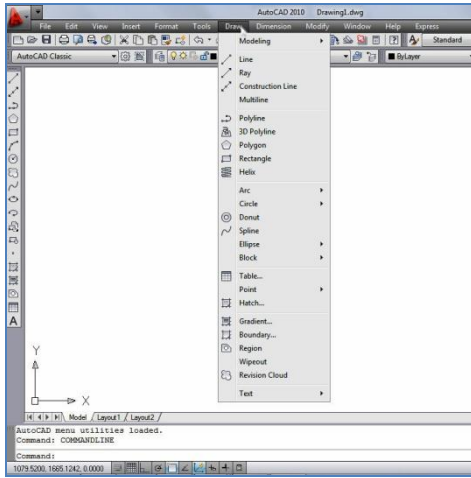 AutoCAD 2010 Drawing1.dwg
File Edit View Insert Format Tools Draw Dimension Modify Window Help Express
Standard
AutoCAD Classic
ByLayer
Modeling
Line
Ray
Construction Line
Multiline
Polyline
3D Polyline
Polygon
Rectangle
Helix
Arc
Circle
Donut
Spline
Ellipse
Block
Table...
Point
Hatch...
Gradient...
Boundary...
Region
Wipeout
Revision Cloud
Text
A
Y
X
Model Layout1 Layout2
AutoCAD menu utilities loaded.
Command: COMMANDLINE
Command:
1079.5200, 1665.1242, 0.0000